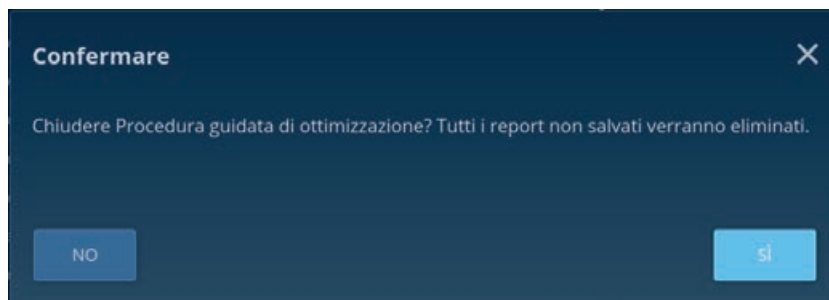 Confermare
Chiudere Procedura guidata di ottimizzazione? Tutti i report non salvati verranno eliminati.
NO
SÌ